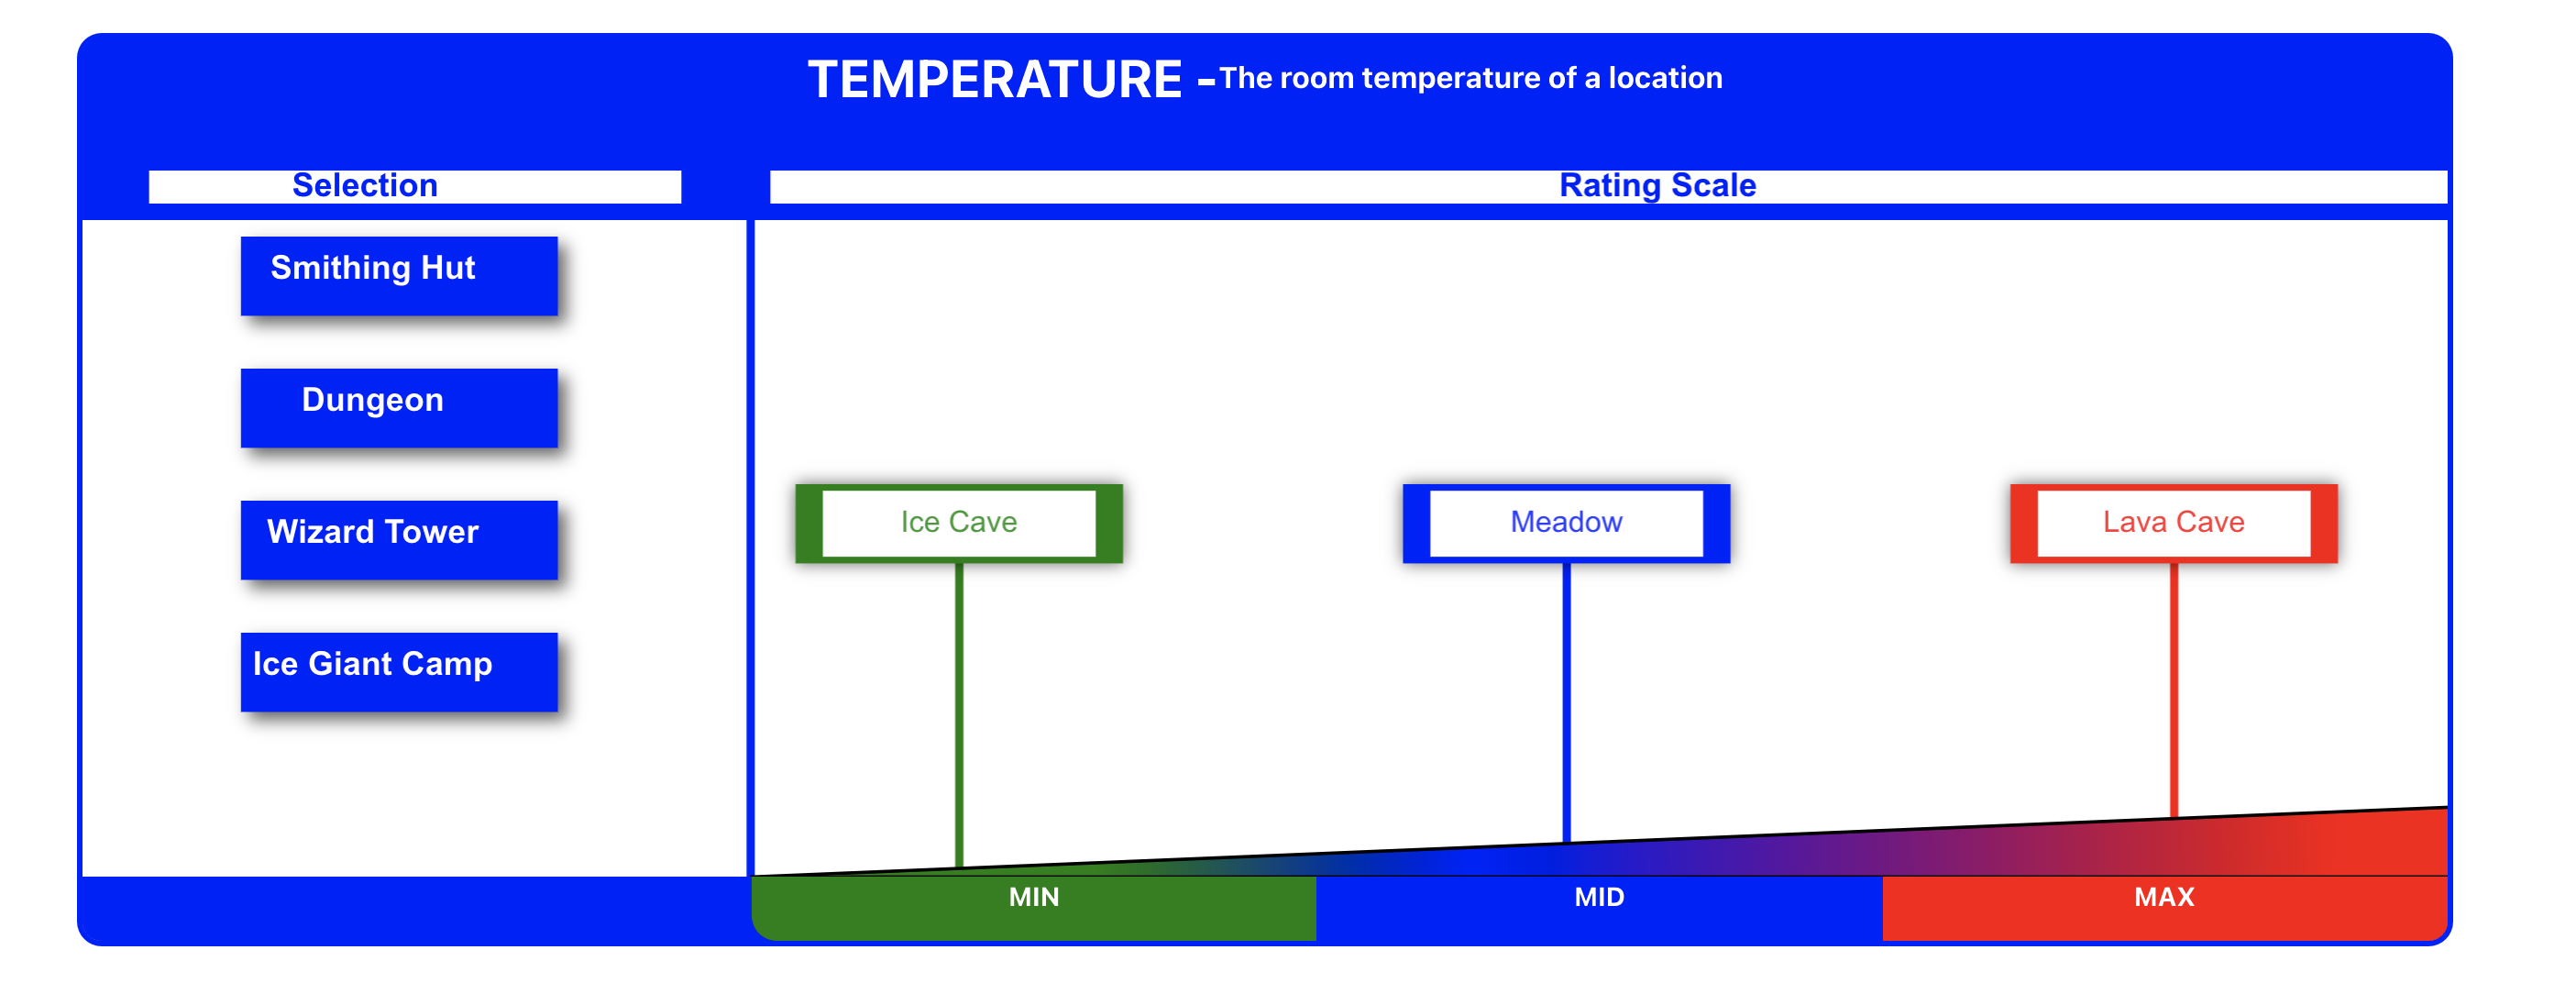 TEMPERATURE -The room temperature of a location
Selection
Rating Scale
Smithing Hut
Dungeon
Wizard Tower
Ice Giant Camp
Ice Cave
Meadow
Lava Cave
MIN
MID
MAX